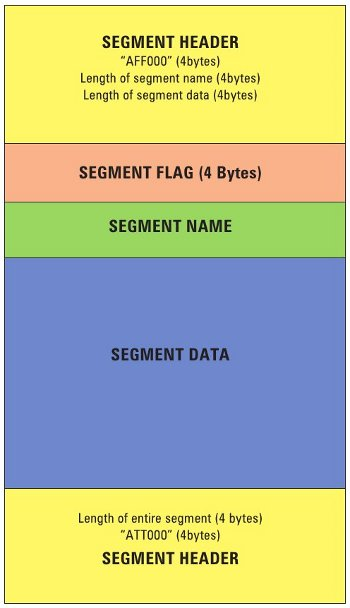 SEGMENT HEADER
“AFF000” (4bytes)
Length of segment name (4bytes)
Length of segment data (4bytes)
SEGMENT FLAG (4 Bytes)
SEGMENT NAME
SEGMENT DATA
Length of entire segment (4 bytes)
“ATT000” (4bytes)
SEGMENT HEADER